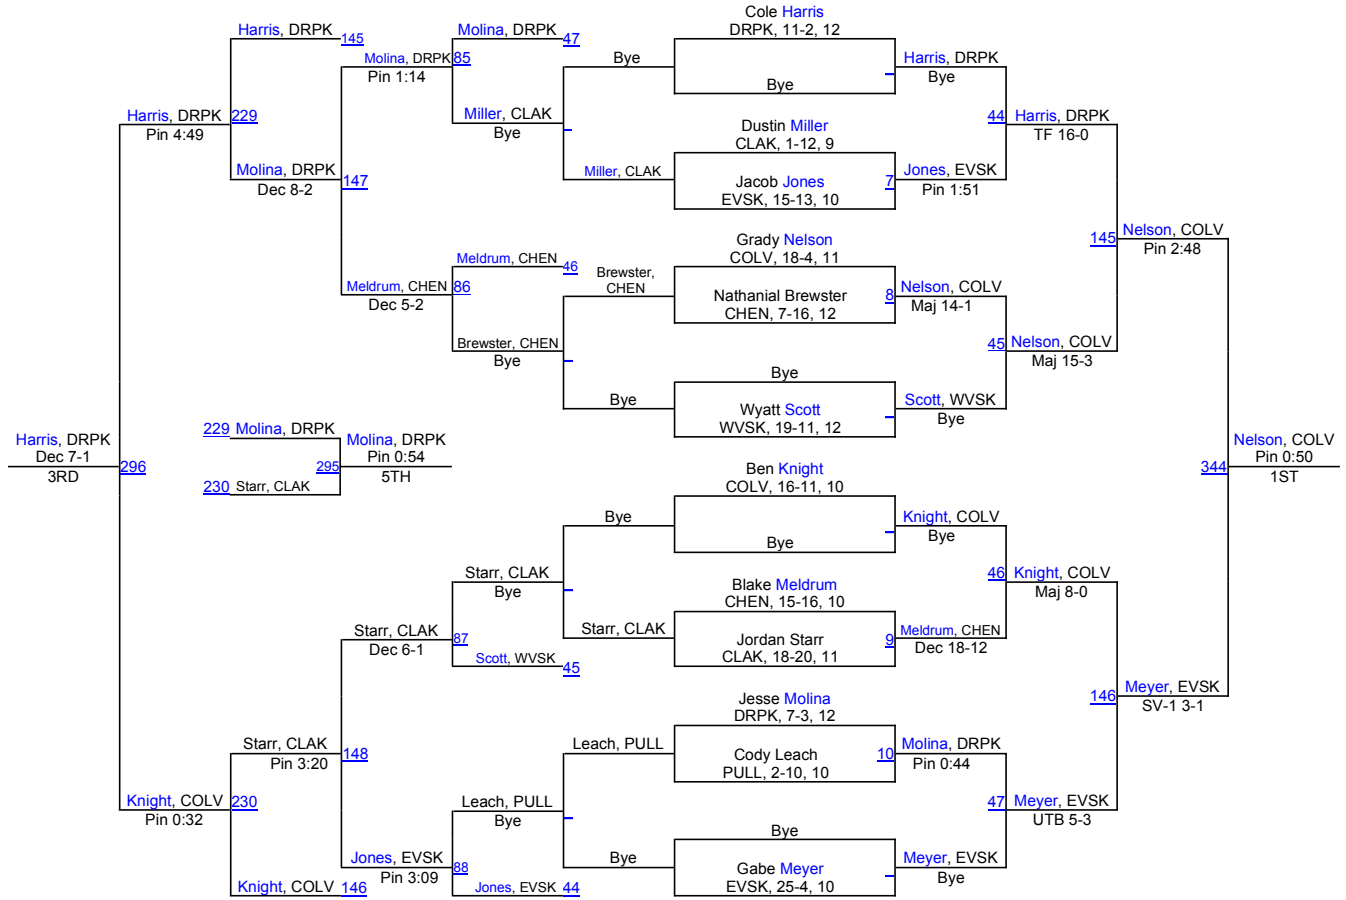 Cole Harris
Harris, DRPK
Molina, DRPK
DRPK, 11-2, 12
145
47
Molina, DRPK
85
Bye
Harris, DRPK
Pin 1:14
Bye
Bye
Harris, DRPK
229
Miller, CLAK
44
Harris, DRPK
Pin 4:49
Bye
Dustin Miller
TF 16-0
CLAK, 1-12, 9
Molina, DRPK
Miller, CLAK
Jones, EVSK
147
Jacob Jones
7
Dec 8-2
EVSK, 15-13, 10
Pin 1:51
Nelson, COLV
Grady Nelson
145
Pin 2:48
Meldrum, CHEN
COLV, 18-4, 11
46
Brewster,
CHEN
Meldrum, CHEN
86
Nathanial Brewster
8
Nelson, COLV
Dec 5-2
CHEN, 7-16, 12
Maj 14-1
Brewster, CHEN
45
Nelson, COLV
Bye
Maj 15-3
Bye
Bye
Scott, WVSK
Wyatt Scott
Bye
WVSK, 19-11, 12
229
Molina, DRPK
Harris, DRPK
Molina, DRPK
Nelson, COLV
Dec 7-1
Pin 0:54
Pin 0:50
296
295
344
3RD
5TH
1ST
Ben Knight
230
Starr, CLAK
COLV, 16-11, 10
Bye
Knight, COLV
Bye
Bye
Starr, CLAK
46
Knight, COLV
Bye
Blake Meldrum
Maj 8-0
CHEN, 15-16, 10
Starr, CLAK
Starr, CLAK
Meldrum, CHEN
87
Jordan Starr
9
Dec 6-1
CLAK, 18-20, 11
Dec 18-12
Scott, WVSK
45
Meyer, EVSK
146
Jesse Molina
SV-1 3-1
DRPK, 7-3, 12
Starr, CLAK
Leach, PULL
Molina, DRPK
148
Cody Leach
10
Pin 3:20
PULL, 2-10, 10
Pin 0:44
Knight, COLV
230
Leach, PULL
47
Meyer, EVSK
Pin 0:32
Bye
UTB 5-3
Bye
Jones, EVSK
Bye
Meyer, EVSK
88
Gabe Meyer
Pin 3:09
Bye
Knight, COLV
146
Jones, EVSK
44
EVSK, 25-4, 10